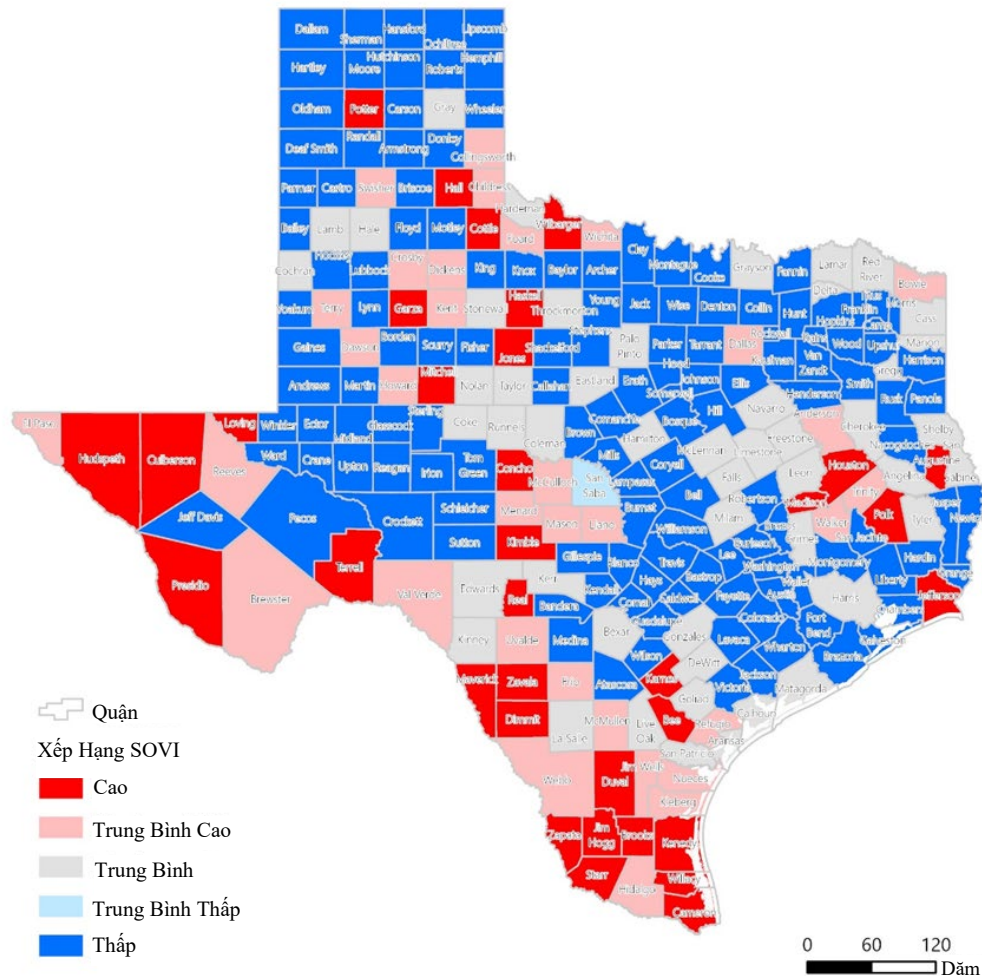 Dallam Sherman Hansford Ochiltree Lipscomb
Hartley Moore Hutchinson Roberts Hemphill
Oldham Potter Carson Gray Wheeler
Deaf Smith Randall Armstrong Donley Collingsworth
Parmer Castro Swisher Briscoe Hall Childress
Hardeman
Bailey Lamb Hale Floyd Motley Cottle Foard Wilbarger Wichita
Clay Montague Cooke Grayson Fannin Lamar Red River Bowie
Cochran Hockley Lubbock Crosby Dickens King Knox Baylor Archer
Delta Morris Cass
Yoakum Terry Lynn Garza Kent Stonewal Haskel Throckmorton Young Jack Wise Denton Collin Hunt Hopkins Franklin Camp
Gaines Dawson Borden Scurry Fisher Jones Shackelford Stephens Palo Pinto Parker Tarrant Dallas Rockwall Kaufman Rains Van Zandt Wood Upshu Marion Harrison
Andrews Martin Howard Mitchel Nolan Taylor Callahan Eastland Erath Hood Somervell Johnson Ellis Henderson Smith Gregg Rusk Panola
El Paso Hudspeth Culberson Reeves Loving Winkler Ector Midland Glasscock Sterling Coke Runnels Coleman Brown Comanche Hamilton Bosque Hill Navarro Anderson Cherokee Nacogdoche Shelby
Ward Crane Upton Reagan Irion Tom Green Concho McCulloch San Saba Mills Lampasas Coryell McLennan Limestone Freestone Leon Houston Angelina Augustine Sabine
Jeff Davis Pecos Crockett Schleicher Menard Mason Llano Burnet Bell Falls Milam Robertson Madison Trinity Polk Tyler Jasper Newton
Sutton Kimble Gillespie Blanco Williamson Travis Lee Burleson Brazos Grimes Walker San Jacinto Hardin
Presidio Brewster Terrell Val Verde Edwards Kerr Real Bandera Kendall Hays Comal Caldwell Bastrop Fayette Washington Austin Waller Montgomery Liberty Orange Jefferson
Kinney Uvalde Medina Bexar Guadalupe Gonzales Lavaca Colorado Fort Bend Harris Chambers Galveston
Maverick Zavala Frio Atascosa Wilson Karnes DeWitt Victoria Jackson Wharton Brazoria Matagorda
Dimmit La Salle McMullen Live Oak Bee Goliad Refugio Calhoun Aransas
Webb Duval Jim Wells San Patric Nueces Kleberg
Zapata Jim Hogg Brooks Kenedy
Starr Hidalgo Willacy
Cameron
Quận
Xếp Hạng SOVI
Cao
Trung Bình Cao
Trung Bình
Trung Bình Thấp
Thấp
0 60 120
Dăm